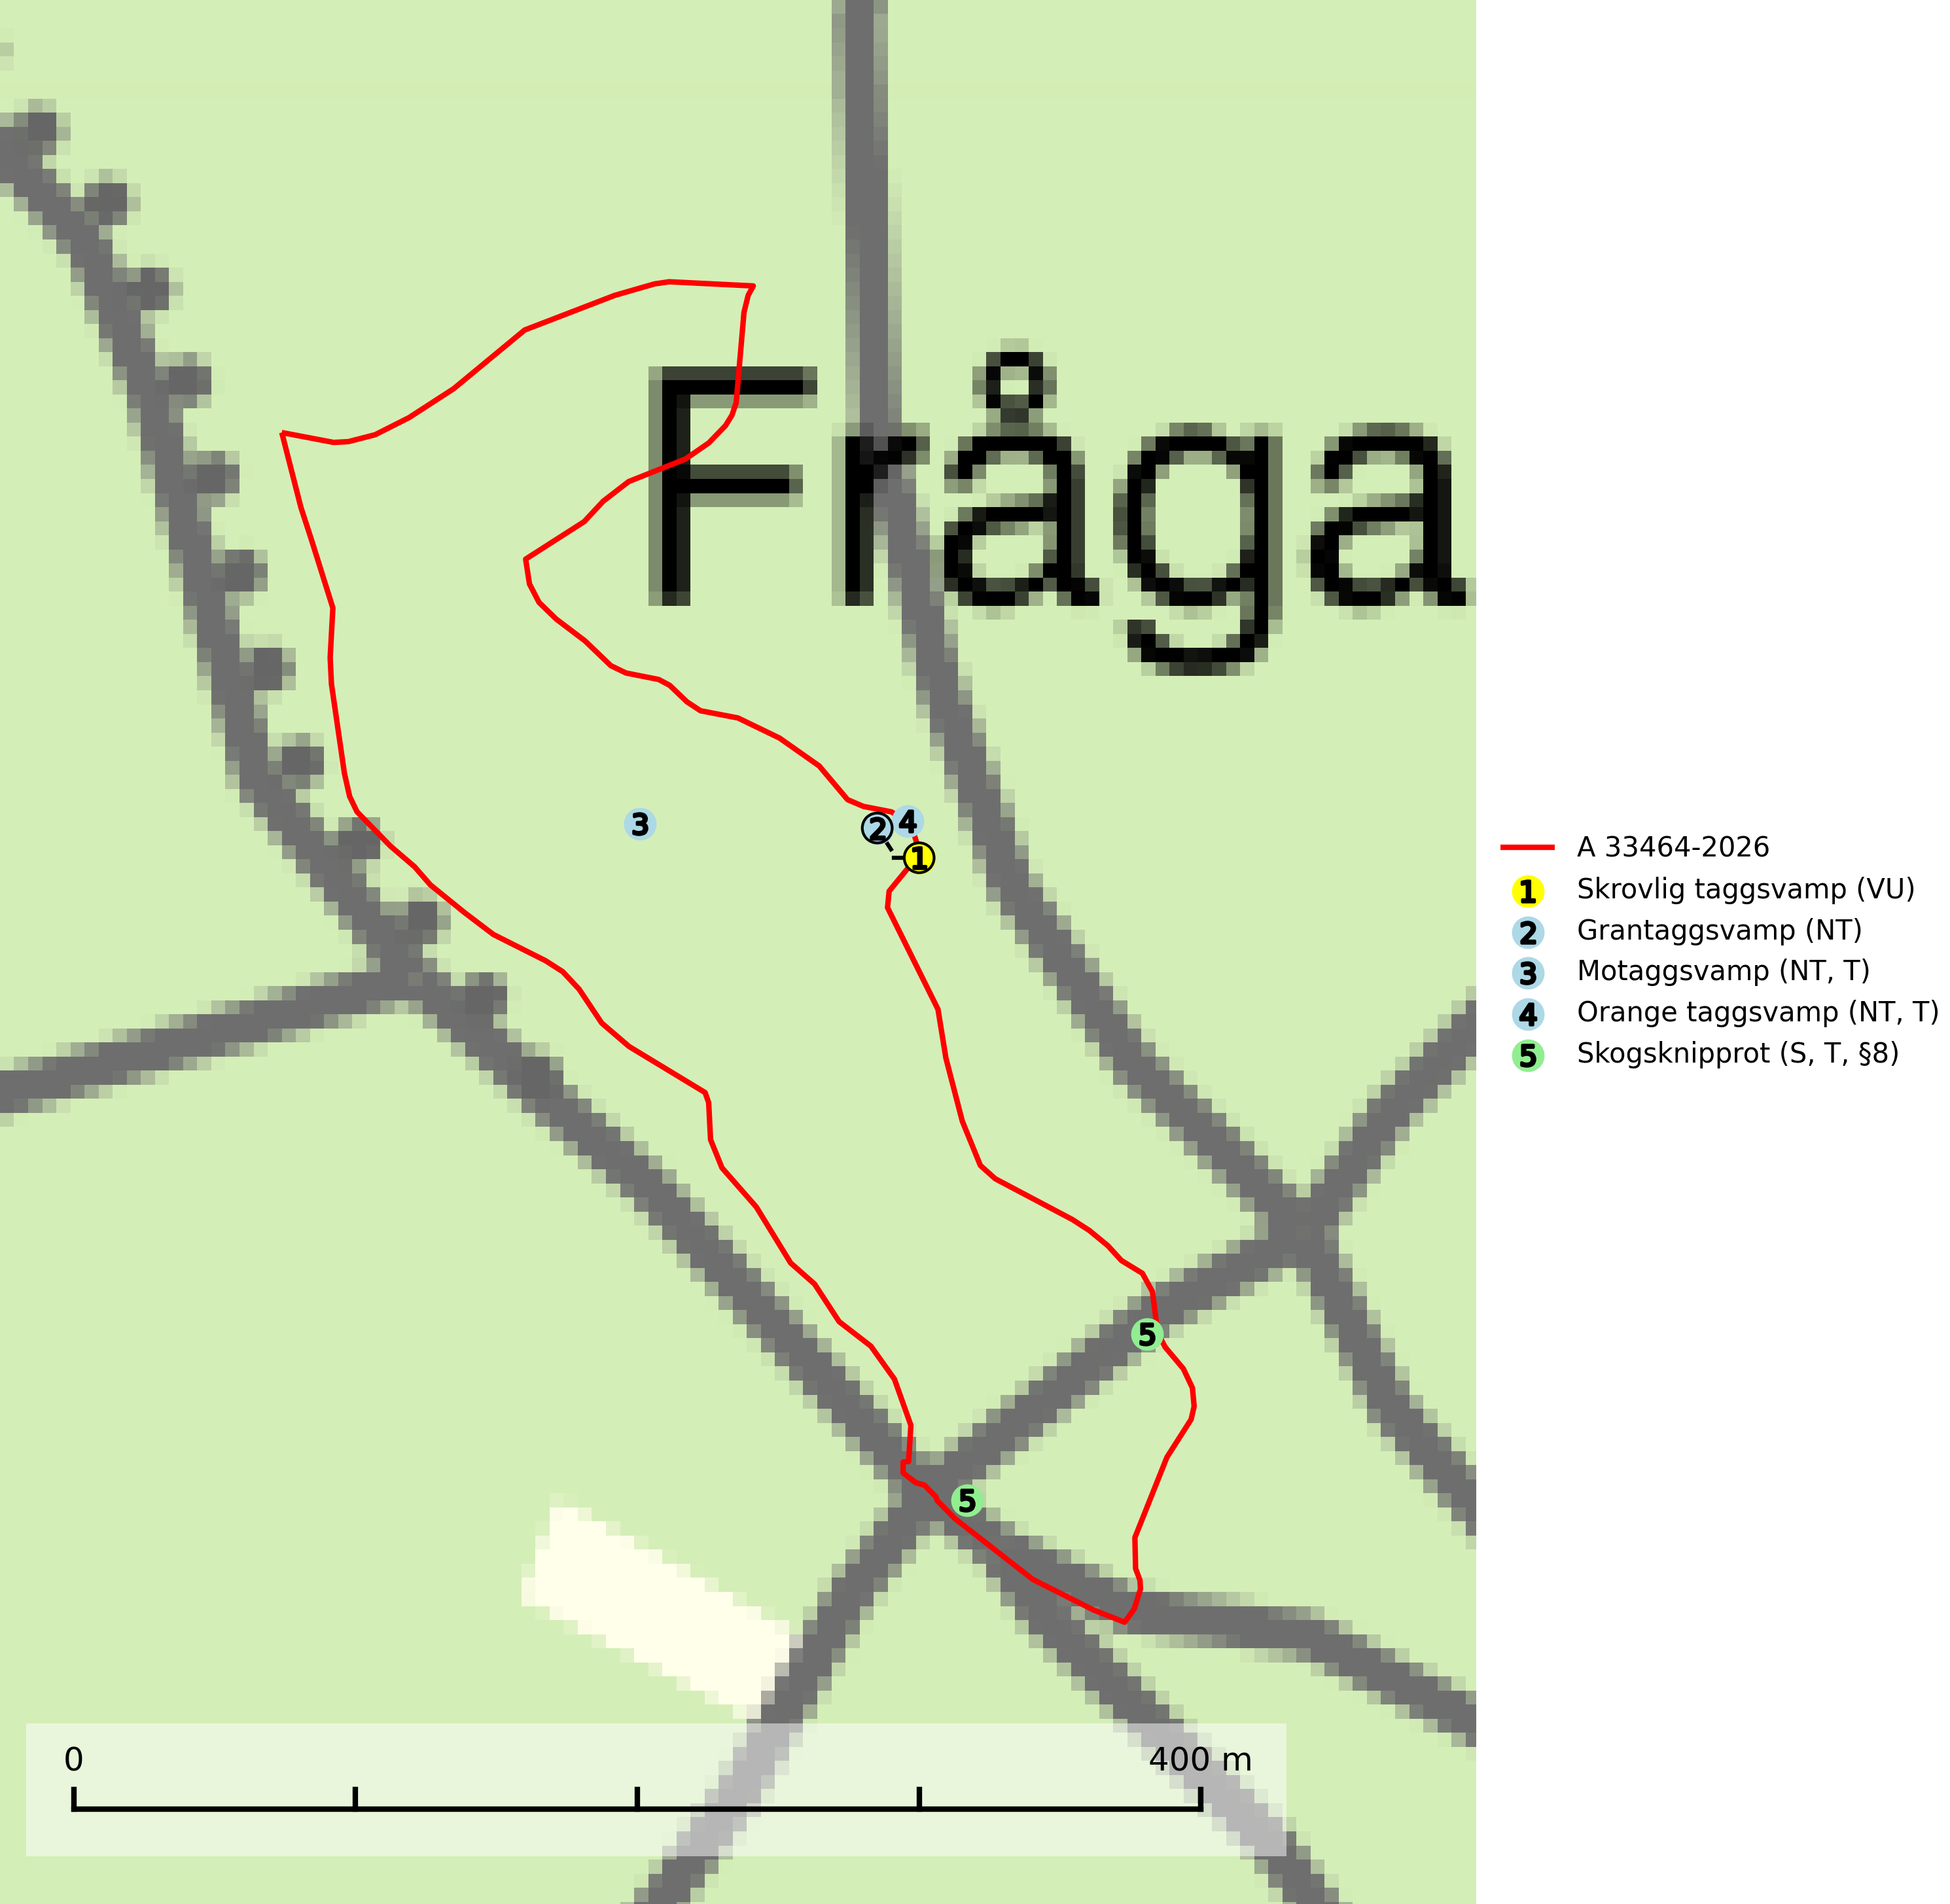 Fråga
3
2
4
1
5
5
0
400 m
A 33464-2026
1 Skrovlig taggsvamp (VU)
2 Grantaggsvamp (NT)
3 Motaggsvamp (NT, T)
4 Orange taggsvamp (NT, T)
5 Skogsknipprot (S, T, §8)